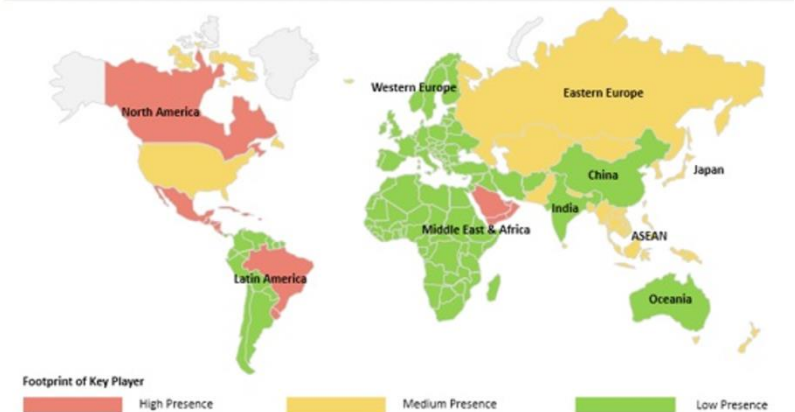 Western Europe
Eastern Europe
North America
Japan
China
India
Middle East & Africa
ASEAN
Latin America
Oceania
Footprint of Key Player
High Presence
Medium Presence
Low Presence